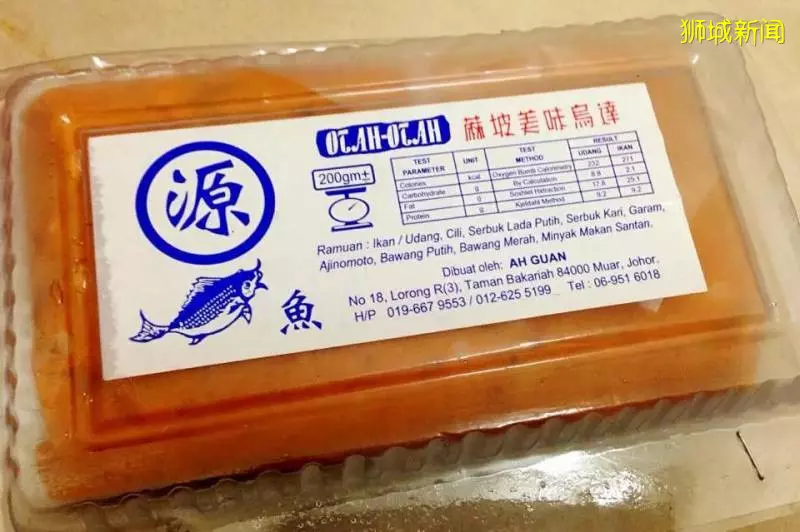 狮城新闻
OTAH-OTAH 蔴坡美味烏達
源
200gm±
TEST PARAMETER UNIT TEST METHOD RESULT
UDANG IKAN
Calories kcal Oxygen Bomb Calorimetry 232 271
Carbohydrate g By Calculation 8.8 2.1
Fat g Soxhlet Hxtraction 17.8 25.1
Protein g Kjeldahl Method 9.2 9.2
Ramuan : Ikan / Udang, Cili, Serbuk Lada Putih, Serbuk Kari, Garam,
Ajinomoto, Bawang Putih, Bawang Merah, Minyak Makan Santan.
Dibuat oleh: AH GUAN
No 18, Lorong R(3), Taman Bakariah 84000 Muar, Johor.
H/P 019-667 9553 / 012-625 5199 Tel : 06-951 6018
魚